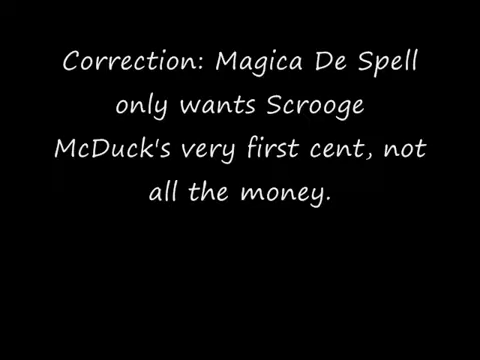 Correction: Magica De Spell
only wants Scrooge
McDuck's very first cent, not
all the money.